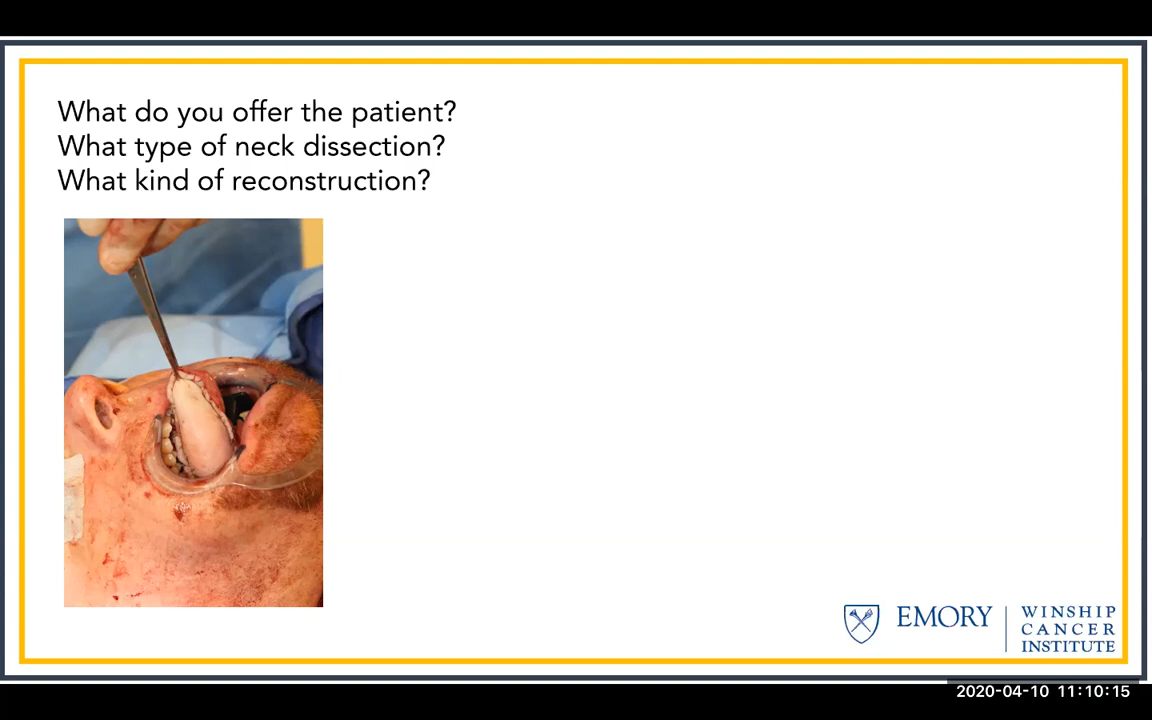 What do you offer the patient?
What type of neck dissection?
What kind of reconstruction?
EMORY
WINSHIP
CANCER
INSTITUTE
2020-04-10 11:10:15